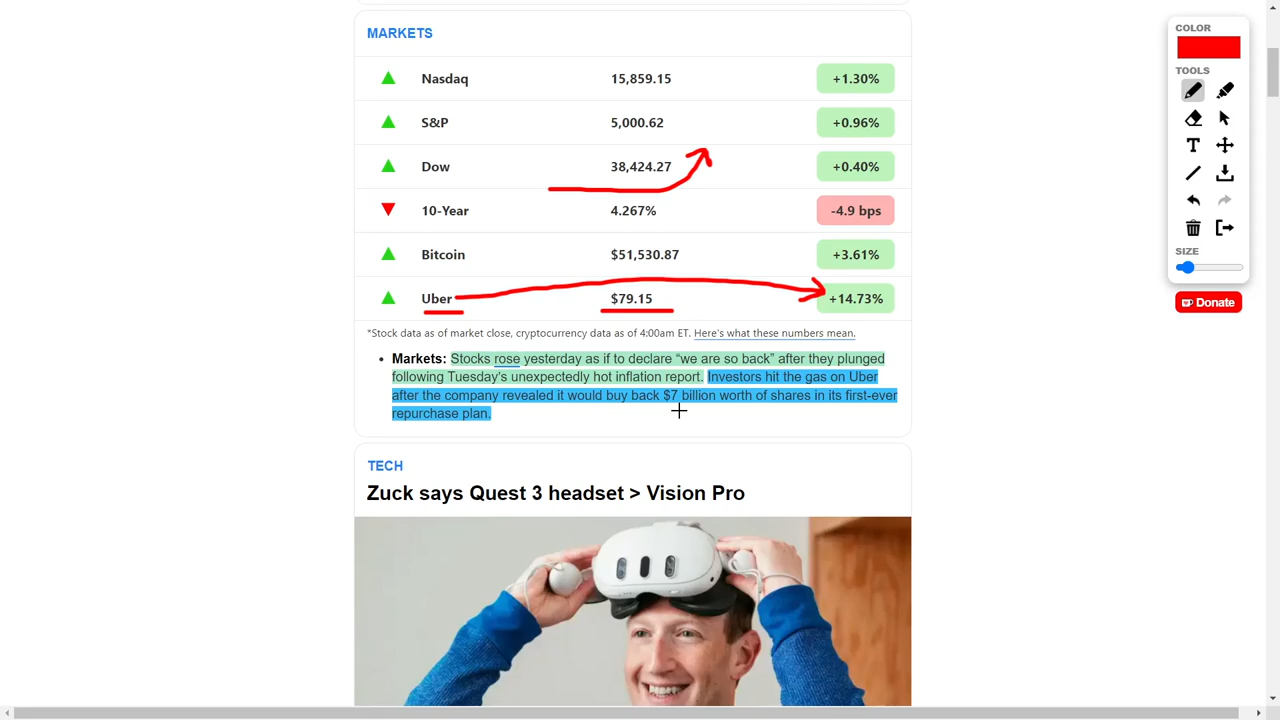 MARKETS
Nasdaq 15,859.15 +1.30%
S&P 5,000.62 +0.96%
Dow 38,424.27 +0.40%
10-Year 4.267% -4.9 bps
Bitcoin $51,530.87 +3.61%
Uber $79.15 +14.73%
*Stock data as of market close, cryptocurrency data as of 4:00am ET. Here's what these numbers mean.
• Markets: Stocks rose yesterday as if to declare “we are so back” after they plunged
following Tuesday’s unexpectedly hot inflation report. Investors hit the gas on Uber
after the company revealed it would buy back $7 billion worth of shares in its first-ever
repurchase plan.
TECH
Zuck says Quest 3 headset > Vision Pro
COLOR
TOOLS
T
SIZE
Donate